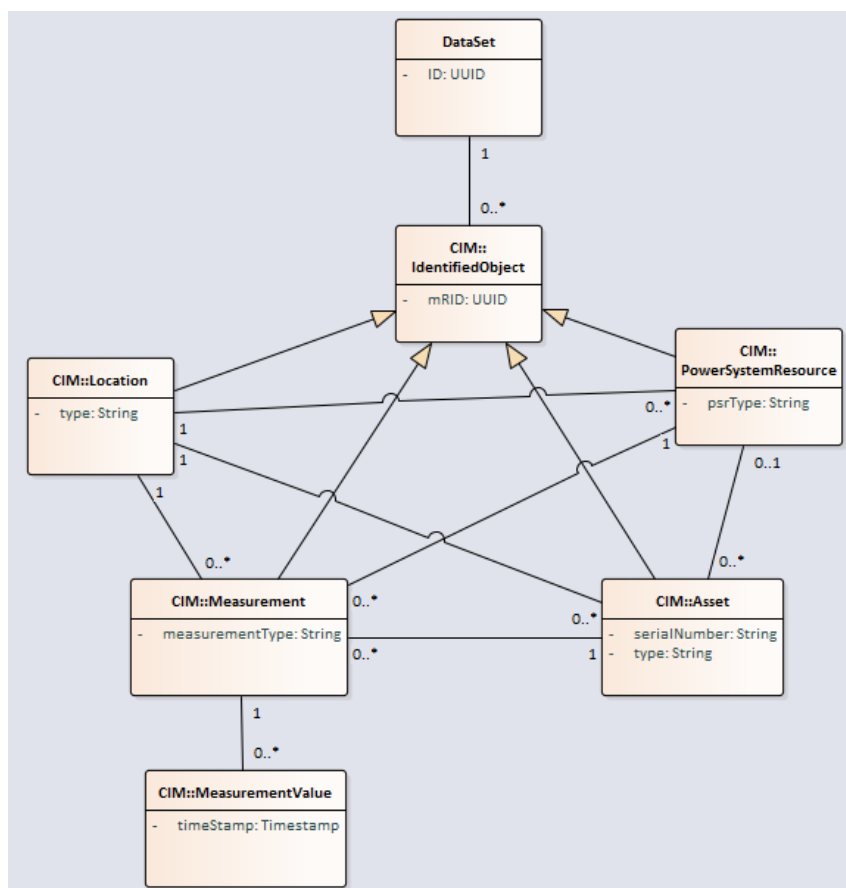 DataSet
- ID: UUID
1
0..*
CIM::
IdentifiedObject
- mRID: UUID
CIM::Location
- type: String
CIM::
PowerSystemResource
- psrType: String
1
0..*
1
1
1
0..1
0..*
0..*
0..*
0..*
CIM::Measurement
- measurementType: String
CIM::Asset
- serialNumber: String
- type: String
0..*
1
1
0..*
CIM::MeasurementValue
- timeStamp: Timestamp